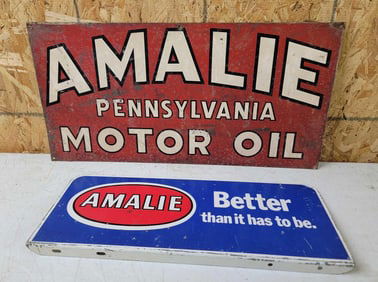 AMALIE
PENNSYLVANIA
MOTOR OIL
AMALIE
Better
than it has to be.